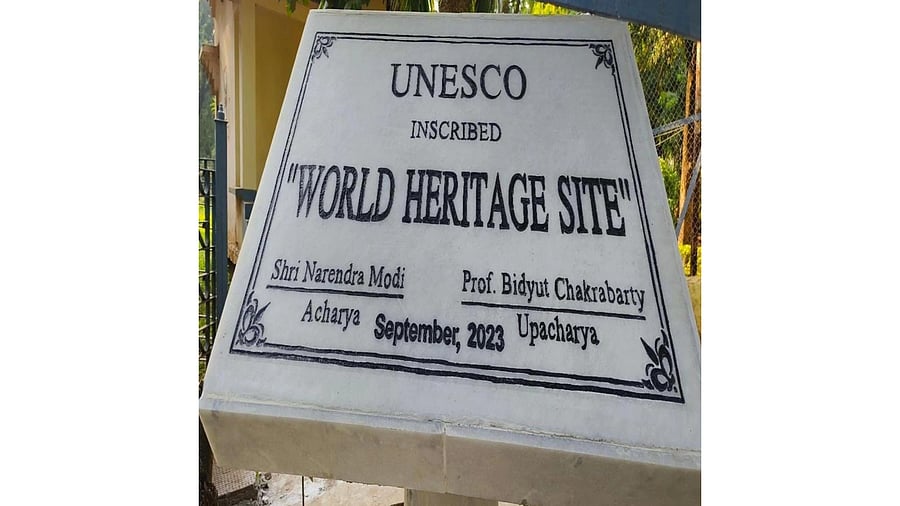 UNESCO
INSCRIBED
"WORLD HERITAGE SITE"
Shri Narendra Modi Prof. Bidyut Chakrabarty
Acharya September, 2023 Upacharya